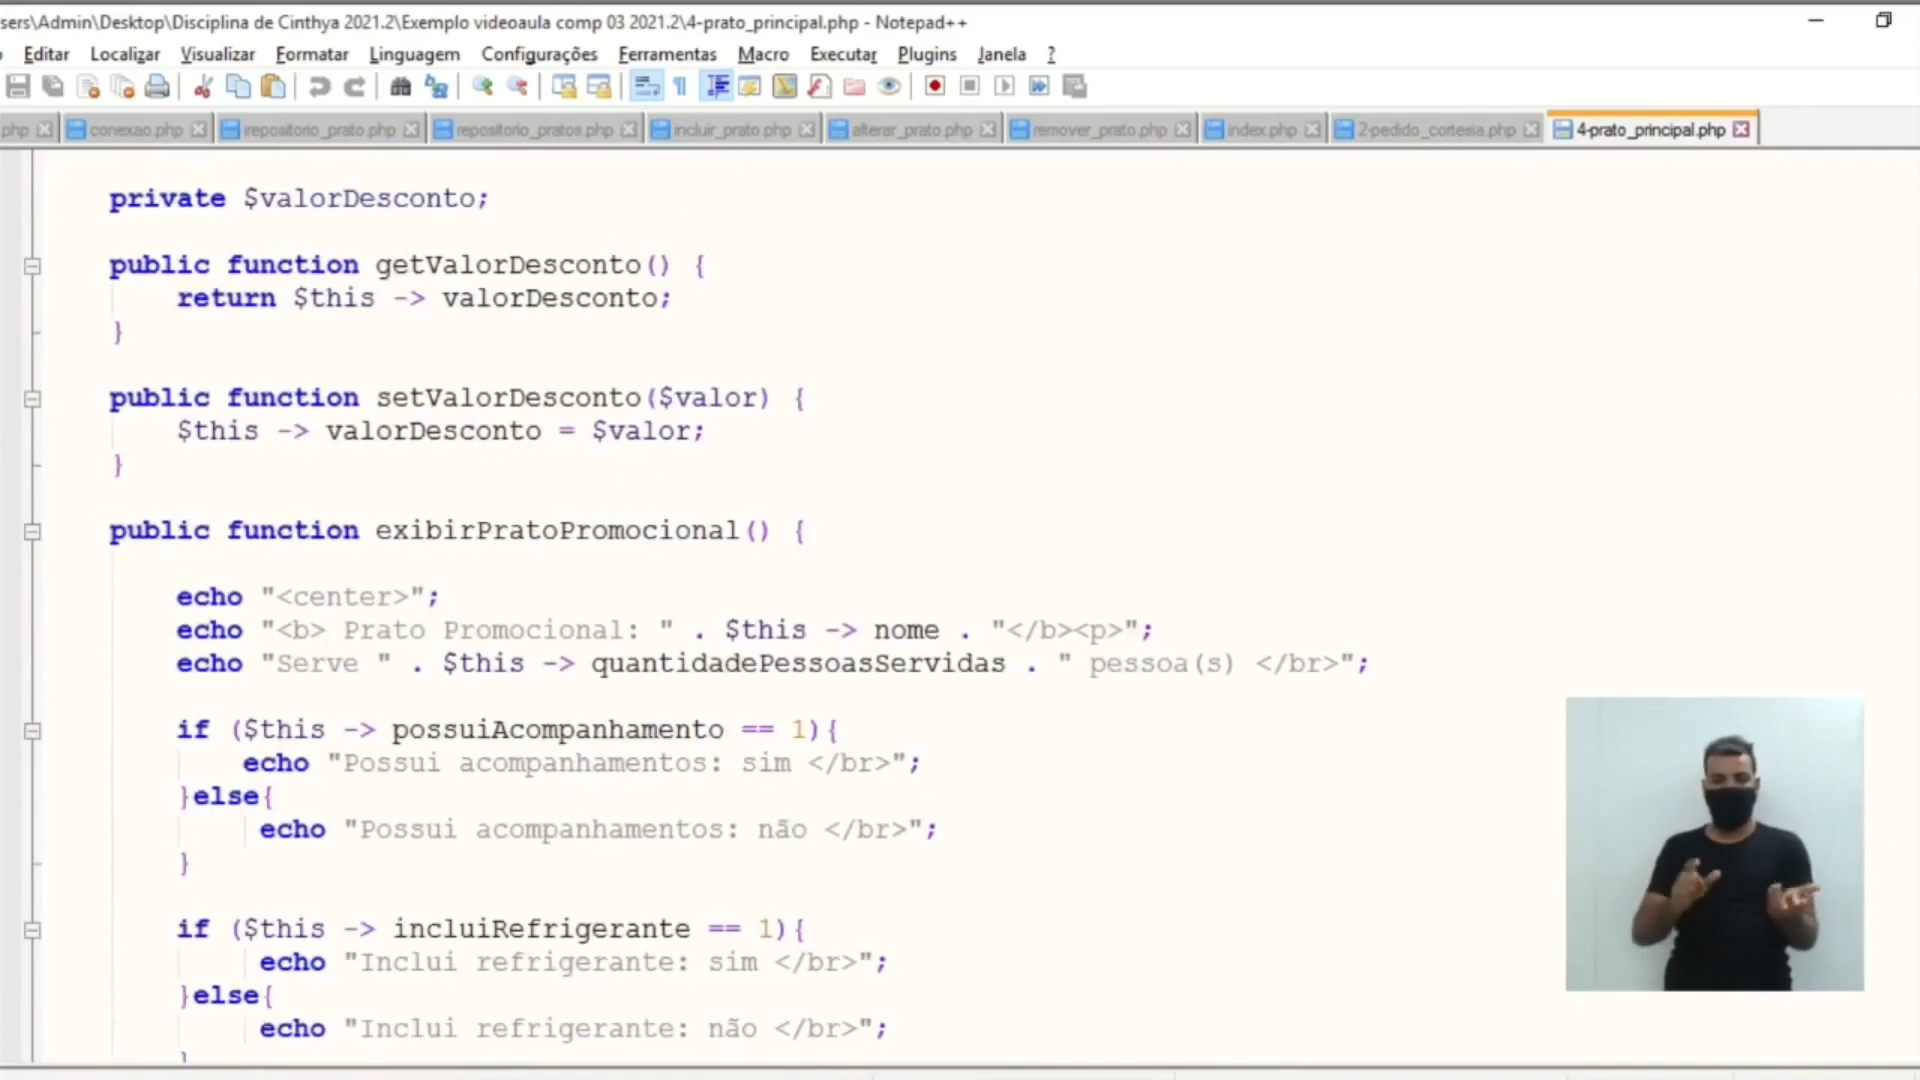 sers\Admin\Desktop\Disciplina de Cinthya 2021.2\Exemplo videoaula comp 03 2021.2\4-prato_principal.php - Notepad++
Editar Localizar Visualizar Formatar Linguagem Configurações Ferramentas Macro Executar Plugins Janela ?
.php conexao.php irepositorio_prato.php repositorio_pratos.php incluir_prato.php alterar_prato.php remover_prato.php index.php 2-pedido_cortesia.php 4-prato_principal.php
private $valorDesconto;
public function getValorDesconto() {
return $this -> valorDesconto;
}
public function setValorDesconto($valor) {
$this -> valorDesconto = $valor;
}
public function exibirPratoPromocional() {
echo "<center>";
echo "<b> Prato Promocional: " . $this -> nome . "</b><p>";
echo "Serve " . $this -> quantidadePessoasServidas . " pessoa(s) </br>";
if ($this -> possuiAcompanhamento == 1){
echo "Possui acompanhamentos: sim </br>";
}else{
echo "Possui acompanhamentos: não </br>";
}
if ($this -> incluiRefrigerante == 1){
echo "Inclui refrigerante: sim </br>";
}else{
echo "Inclui refrigerante: não </br>";
}